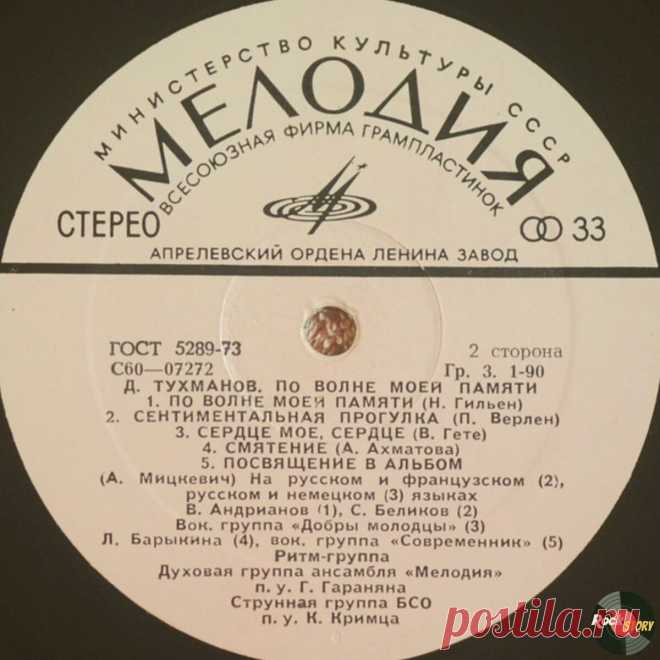 МИНИСТЕРСТВО КУЛЬТУРЫ СССР
МЕЛОДИЯ
ВСЕСОЮЗНАЯ ФИРМА ГРАМПЛАСТИНОК
СТЕРЕО
33
АПРЕЛЕВСКИЙ ОРДЕНА ЛЕНИНА ЗАВОД
ГОСТ 5289-73
2 сторона
С60—07272
Гр. 3. 1-90
Д. ТУХМАНОВ. ПО ВОЛНЕ МОЕЙ ПАМЯТИ
1. ПО ВОЛНЕ МОЕЙ ПАМЯТИ (Н. Гильен)
2. СЕНТИМЕНТАЛЬНАЯ ПРОГУЛКА (П. Верлен)
3. СЕРДЦЕ МОЕ, СЕРДЦЕ (В. Гете)
4. СМЯТЕНИЕ (А. Ахматова)
5. ПОСВЯЩЕНИЕ В АЛЬБОМ
(А. Мицкевич) На русском и французском (2),
русском и немецком (3) языках
В. Андрианов (1), С. Беликов (2)
Вок. группа «Добры молодцы» (3)
Л. Барыкина (4), вок. группа «Современник» (5)
Ритм-группа
Духовая группа ансамбля «Мелодия»
п. у. Г. Гараняна
Струнная группа БСО
п. у. К. Кримца
postila.ru
Rock STORY